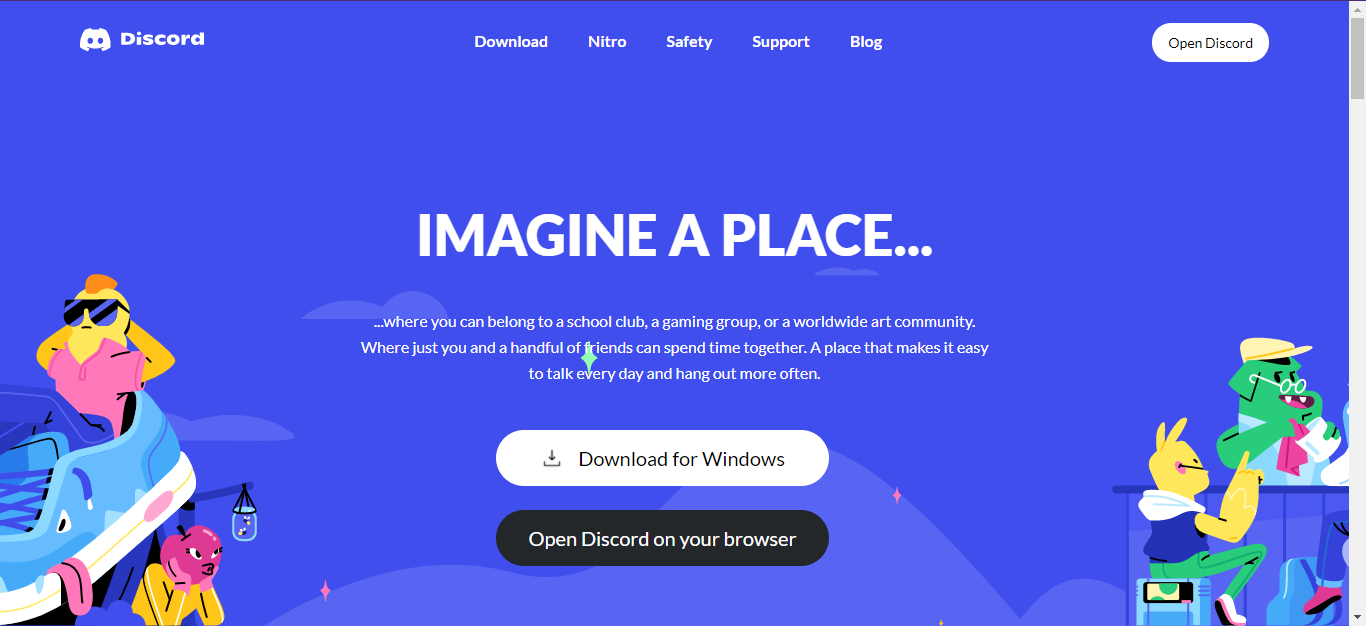 Discord
Download
Nitro
Safety
Support
Blog
Open Discord
IMAGINE A PLACE...
...where you can belong to a school club, a gaming group, or a worldwide art community.
Where just you and a handful of friends can spend time together. A place that makes it easy
to talk every day and hang out more often.
Download for Windows
Open Discord on your browser